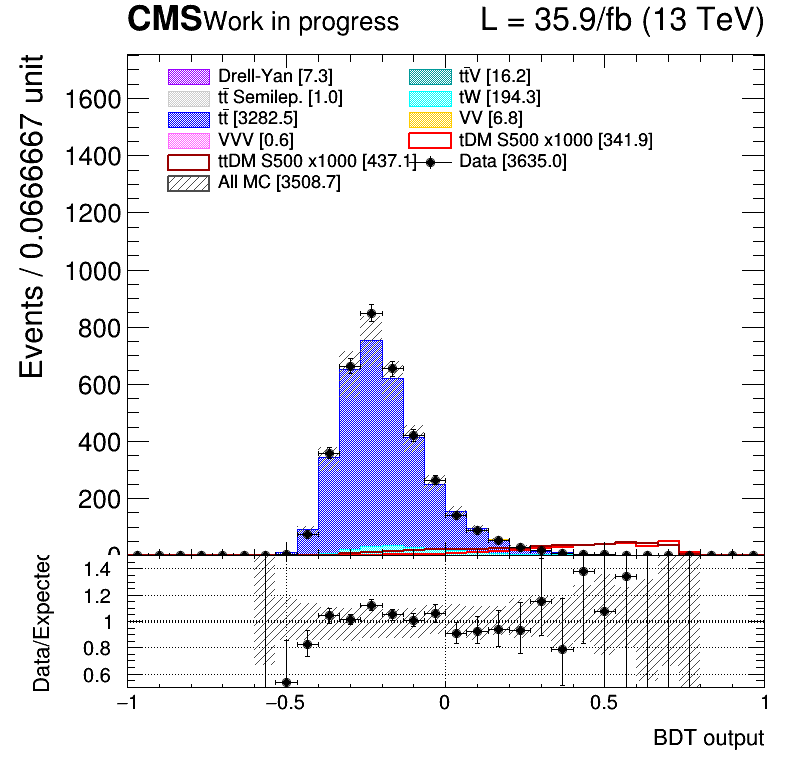 CMS Work in progress L = 35.9/fb (13 TeV)
Events / 0.0666667 unit
Drell-Yan [7.3] tt̄V [16.2]
tt̄ Semilep. [1.0] tW [194.3]
tt̄ [3282.5] VV [6.8]
VVV [0.6] tDM S500 x1000 [341.9]
ttDM S500 x1000 [437.1] Data [3635.0]
All MC [3508.7]
1600
1400
1200
1000
800
600
400
200
0
Data/Expected
1.4
1.2
1
0.8
0.6
−1 −0.5 0 0.5 1
BDT output